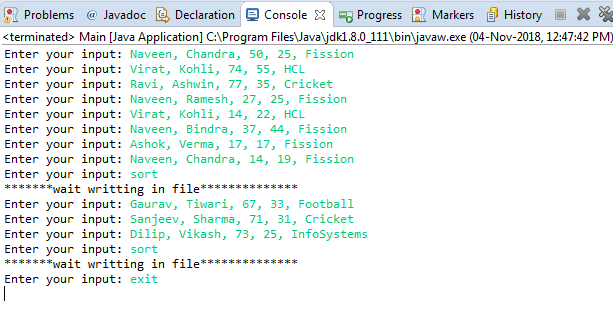 Problems @ Javadoc Declaration Console Progress Markers History
<terminated> Main [Java Application] C:\Program Files\Java\jdk1.8.0_111\bin\javaw.exe (04-Nov-2018, 12:47:42 PM)
Enter your input: Naveen, Chandra, 50, 25, Fission
Enter your input: Virat, Kohli, 74, 55, HCL
Enter your input: Ravi, Ashwin, 77, 35, Cricket
Enter your input: Naveen, Ramesh, 27, 25, Fission
Enter your input: Virat, Kohli, 14, 22, HCL
Enter your input: Naveen, Bindra, 37, 44, Fission
Enter your input: Ashok, Verma, 17, 17, Fission
Enter your input: Naveen, Chandra, 14, 19, Fission
Enter your input: sort
*******wait writting in file**************
Enter your input: Gaurav, Tiwari, 67, 33, Football
Enter your input: Sanjeev, Sharma, 71, 31, Cricket
Enter your input: Dilip, Vikash, 73, 25, InfoSystems
Enter your input: sort
*******wait writting in file**************
Enter your input: exit